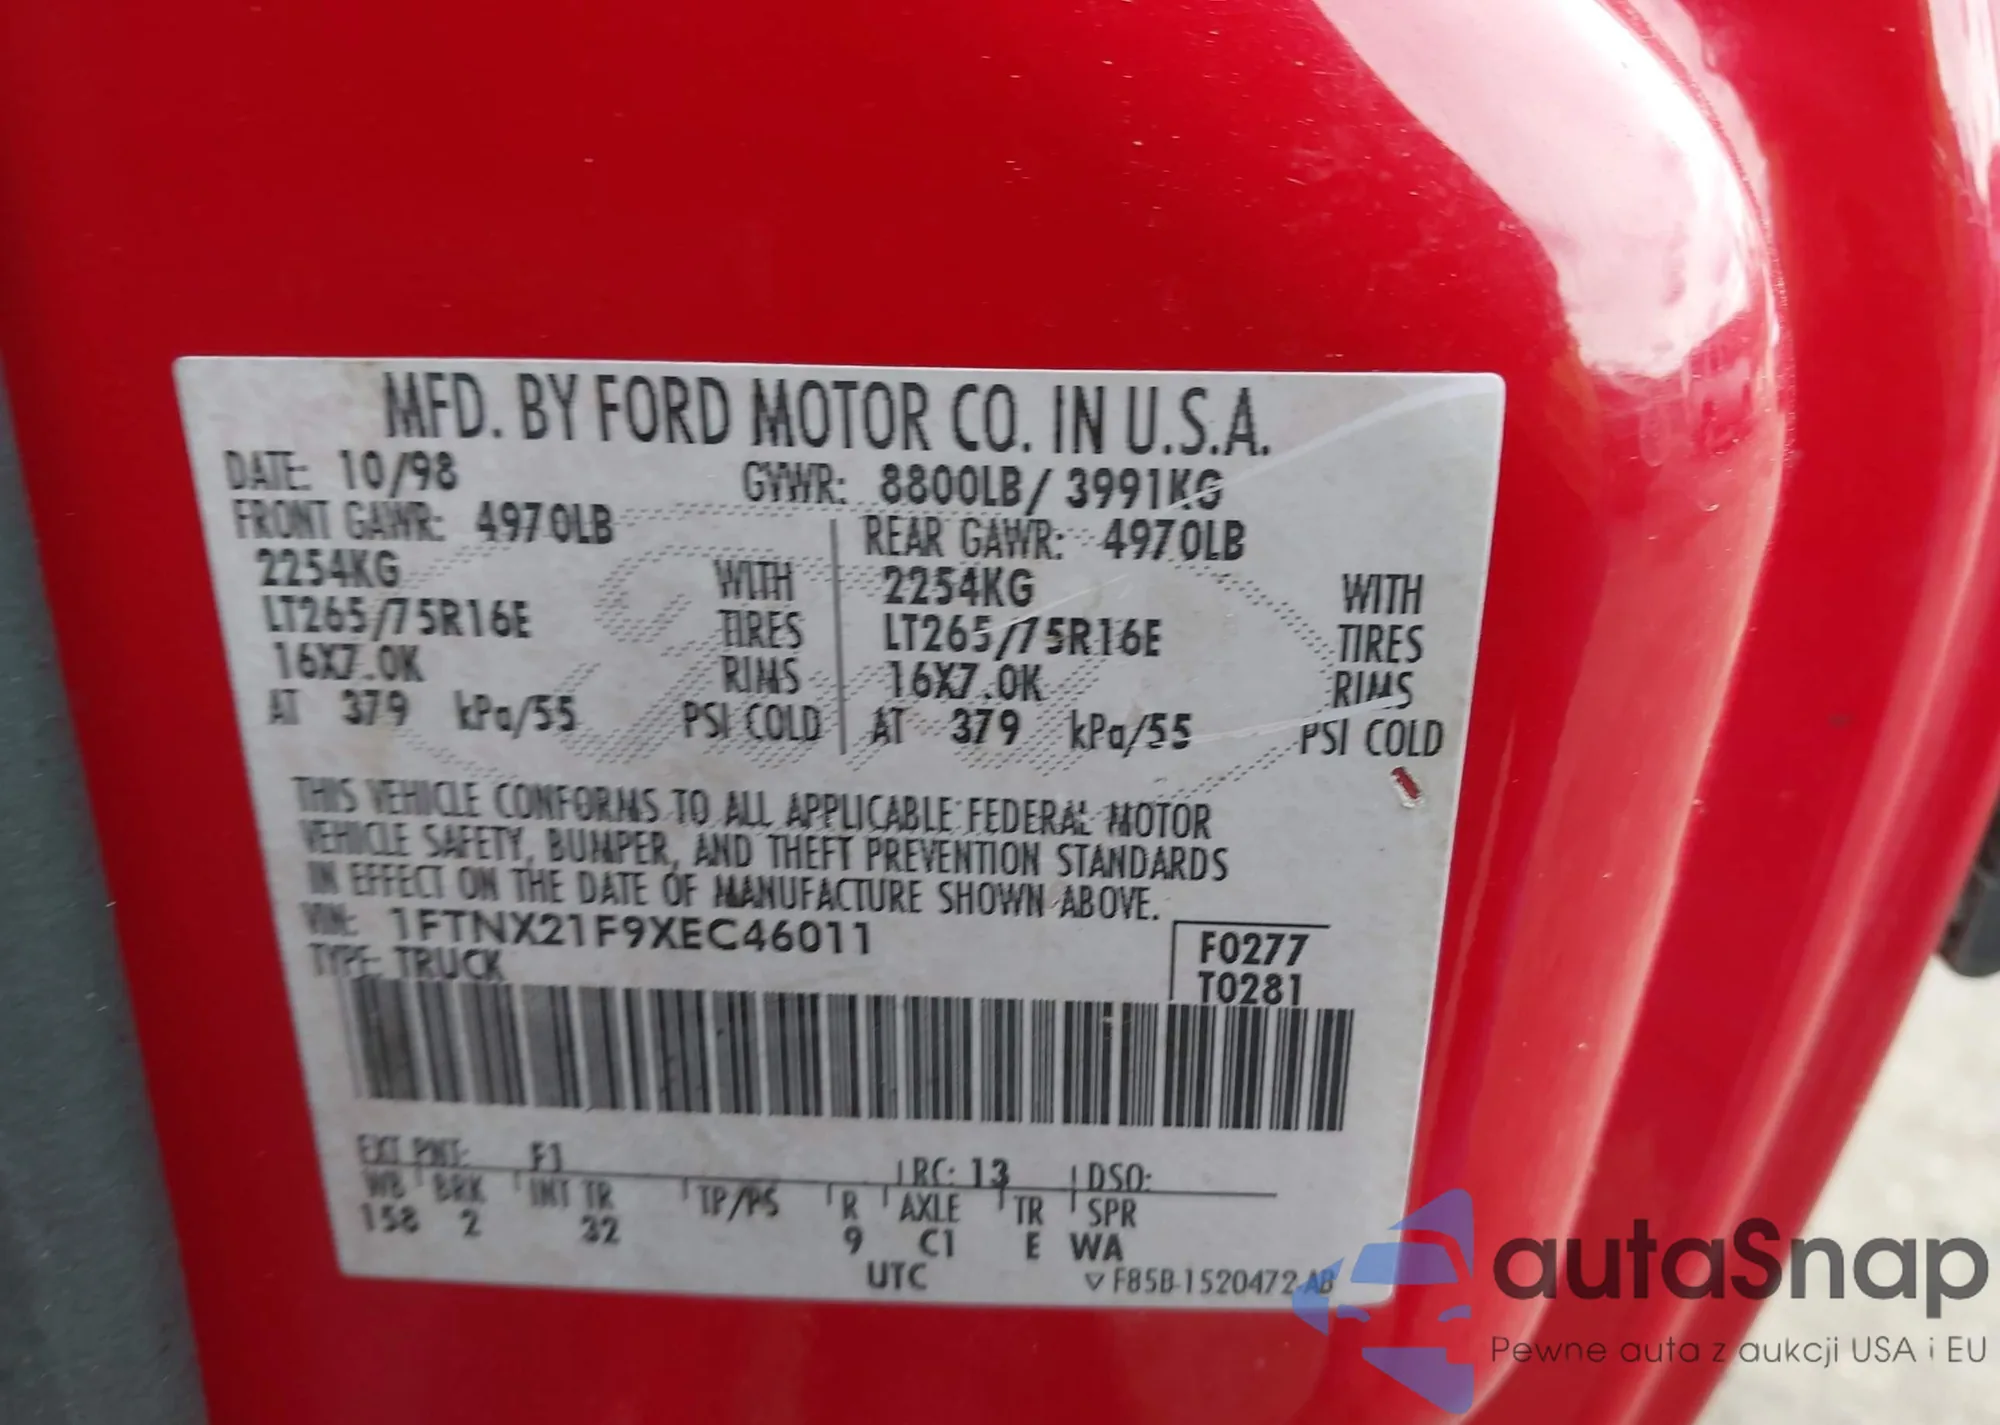 MFD. BY FORD MOTOR CO. IN U.S.A.
DATE: 10/98 GVWR: 8800LB/ 3991KG
FRONT GAWR: 4970LB REAR GAWR: 4970LB
2254KG WITH 2254KG WITH
LT265/75R16E TIRES LT265/75R16E TIRES
16X7.0K RIMS 16X7.0K RIMS
AT 379 kPa/55 PSI COLD AT 379 kPa/55 PSI COLD
THIS VEHICLE CONFORMS TO ALL APPLICABLE FEDERAL MOTOR
VEHICLE SAFETY, BUMPER, AND THEFT PREVENTION STANDARDS
IN EFFECT ON THE DATE OF MANUFACTURE SHOWN ABOVE.
VIN: 1FTNX21F9XEC46011 F0277
TYPE: TRUCK T0281
EXT PNT: F1 RC: 13 DSO:
WB BRK INT TR TP/PS R AXLE TR SPR
158 2 32 9 C1 E WA
UTC F85B-1520472-AB
autaSnap
Pewne auta z aukcji USA i EU